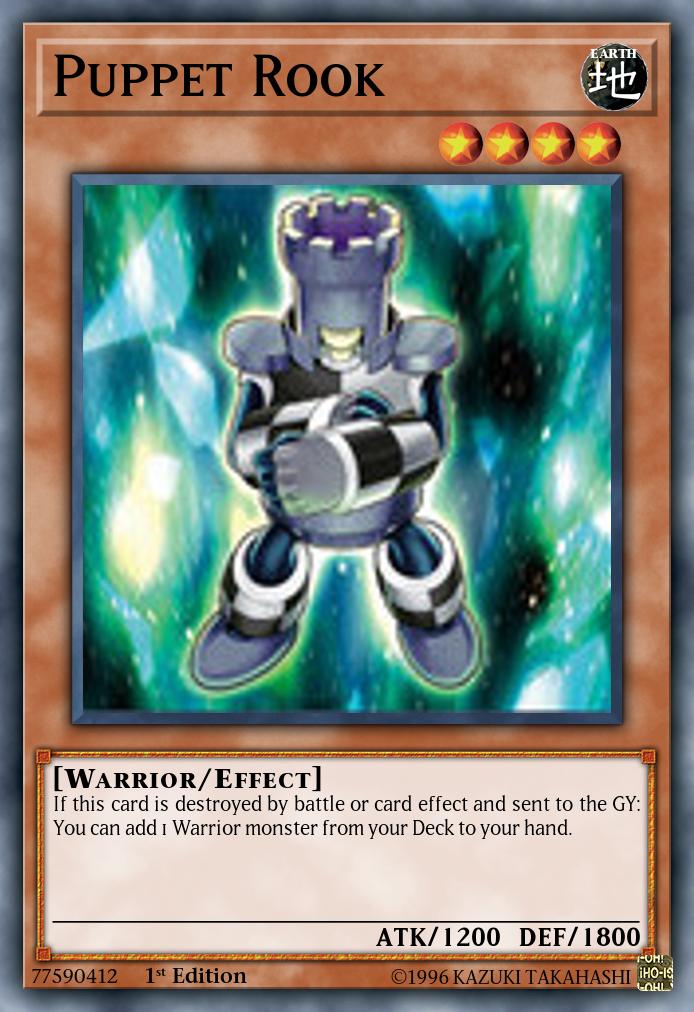 Puppet Rook
EARTH
地
[Warrior/Effect]
If this card is destroyed by battle or card effect and sent to the GY:
You can add 1 Warrior monster from your Deck to your hand.
ATK/1200 DEF/1800
77590412 1st Edition ©1996 KAZUKI TAKAHASHI